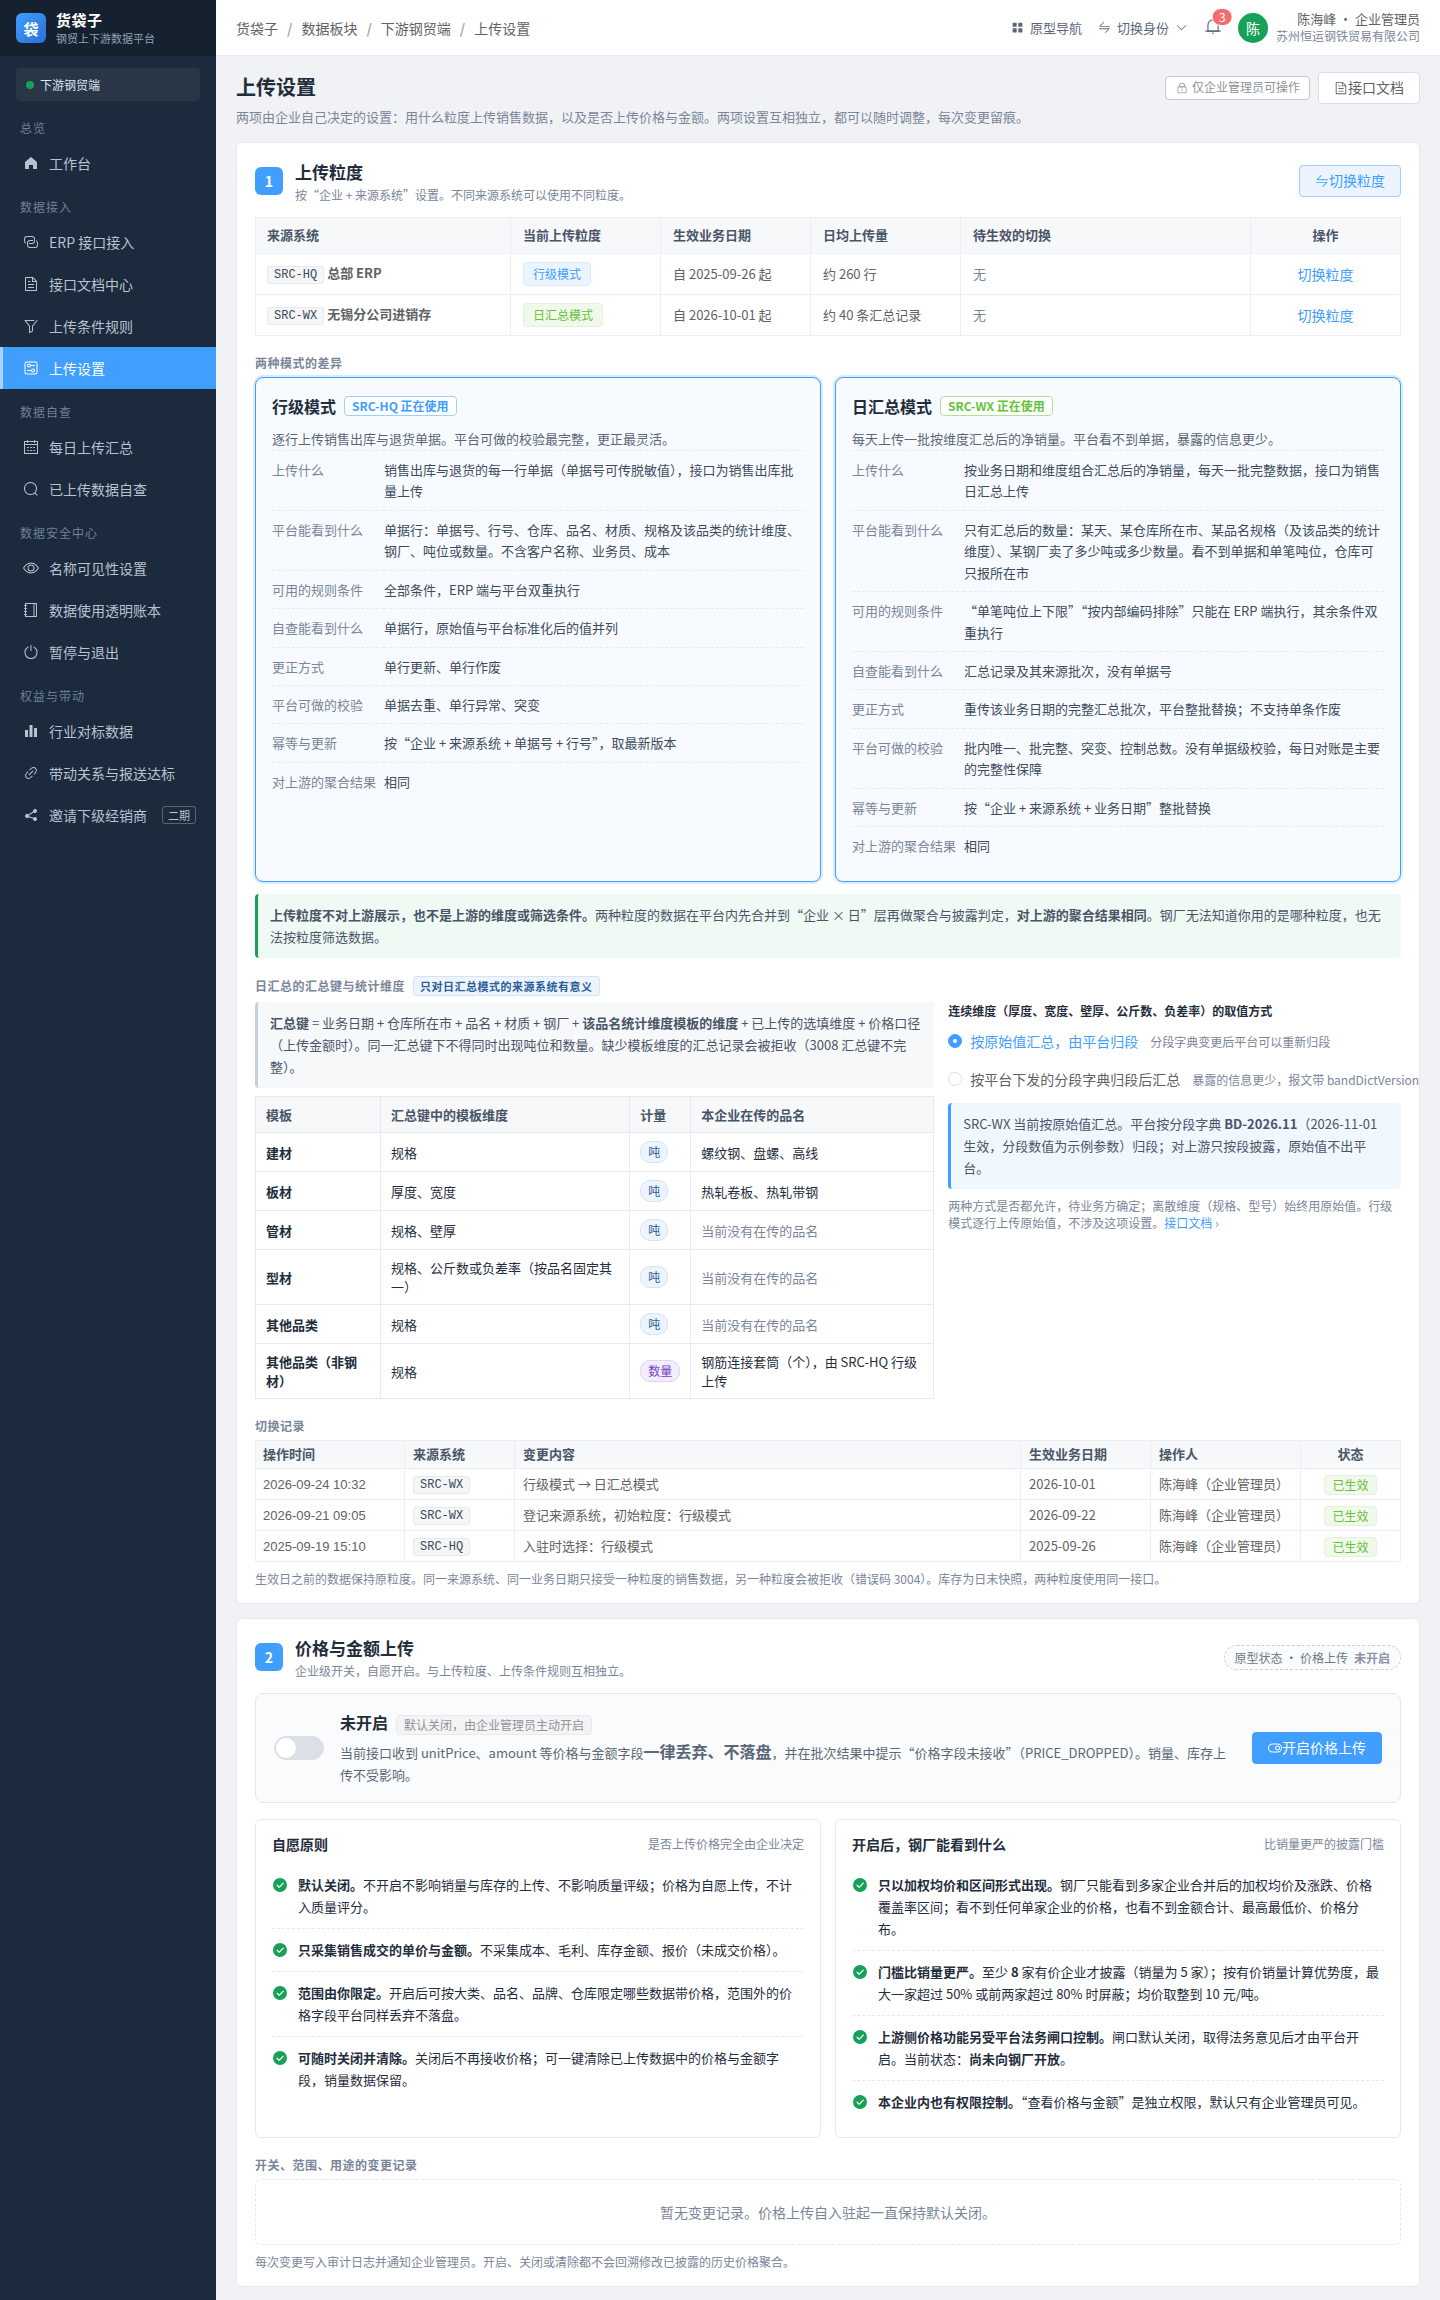 袋
货袋子
钢贸上下游数据平台
下游钢贸端
总览
工作台
数据接入
ERP 接口接入
接口文档中心
上传条件规则
上传设置
数据自查
每日上传汇总
已上传数据自查
数据安全中心
名称可见性设置
数据使用透明账本
暂停与退出
权益与带动
行业对标数据
带动关系与报送达标
邀请下级经销商 二期
货袋子 / 数据板块 / 下游钢贸端 / 上传设置
原型导航 切换身份 3 陈 陈海峰 · 企业管理员
苏州恒运钢铁贸易有限公司
上传设置
仅企业管理员可操作 接口文档
两项由企业自己决定的设置：用什么粒度上传销售数据，以及是否上传价格与金额。两项设置互相独立，都可以随时调整，每次变更留痕。
1 上传粒度
按“企业 + 来源系统”设置。不同来源系统可以使用不同粒度。
切换粒度
来源系统 当前上传粒度 生效业务日期 日均上传量 待生效的切换 操作
SRC-HQ 总部 ERP 行级模式 自 2025-09-26 起 约 260 行 无 切换粒度
SRC-WX 无锡分公司进销存 日汇总模式 自 2026-10-01 起 约 40 条汇总记录 无 切换粒度
两种模式的差异
行级模式 SRC-HQ 正在使用
逐行上传销售出库与退货单据。平台可做的校验最完整，更正最灵活。
上传什么 销售出库与退货的每一行单据（单据号可传脱敏值），接口为销售出库批
量上传
平台能看到什么 单据行：单据号、行号、仓库、品名、材质、规格及该品类的统计维度、
钢厂、吨位或数量。不含客户名称、业务员、成本
可用的规则条件 全部条件，ERP 端与平台双重执行
自查能看到什么 单据行，原始值与平台标准化后的值并列
更正方式 单行更新、单行作废
平台可做的校验 单据去重、单行异常、突变
幂等与更新 按“企业 + 来源系统 + 单据号 + 行号”，取最新版本
对上游的聚合结果 相同
日汇总模式 SRC-WX 正在使用
每天上传一批按维度汇总后的净销量。平台看不到单据，暴露的信息更少。
上传什么 按业务日期和维度组合汇总后的净销量，每天一批完整数据，接口为销售
日汇总上传
平台能看到什么 只有汇总后的数量：某天、某仓库所在市、某品名规格（及该品类的统计
维度）、某钢厂卖了多少吨或多少数量。看不到单据和单笔吨位，仓库可
只报所在市
可用的规则条件 “单笔吨位上下限”“按内部编码排除”只能在 ERP 端执行，其余条件双
重执行
自查能看到什么 汇总记录及其来源批次，没有单据号
更正方式 重传该业务日期的完整汇总批次，平台整批替换；不支持单条作废
平台可做的校验 批内唯一、批完整、突变、控制总数。没有单据级校验，每日对账是主要
的完整性保障
幂等与更新 按“企业 + 来源系统 + 业务日期”整批替换
对上游的聚合结果 相同
上传粒度不对上游展示，也不是上游的维度或筛选条件。两种粒度的数据在平台内先合并到“企业 × 日”层再做聚合与披露判定，对上游的聚合结果相同。钢厂无法知道你用的是哪种粒度，也无
法按粒度筛选数据。
日汇总的汇总键与统计维度 只对日汇总模式的来源系统有意义
汇总键 = 业务日期 + 仓库所在市 + 品名 + 材质 + 钢厂 + 该品名统计维度模板的维度 + 已上传的选填维度 + 价格口径
（上传金额时）。同一汇总键下不得同时出现吨位和数量。缺少模板维度的汇总记录会被拒收（3008 汇总键不完
整）。
模板 汇总键中的模板维度 计量 本企业在传的品名
建材 规格 吨 螺纹钢、盘螺、高线
板材 厚度、宽度 吨 热轧卷板、热轧带钢
管材 规格、壁厚 吨 当前没有在传的品名
型材 规格、公斤数或负差率（按品名固定其
一） 吨 当前没有在传的品名
其他品类 规格 吨 当前没有在传的品名
其他品类（非钢
材） 规格 数量 钢筋连接套筒（个），由 SRC-HQ 行级
上传
连续维度（厚度、宽度、壁厚、公斤数、负差率）的取值方式
按原始值汇总，由平台归段 分段字典变更后平台可以重新归段
按平台下发的分段字典归段后汇总 暴露的信息更少，报文带 bandDictVersion
SRC-WX 当前按原始值汇总。平台按分段字典 BD-2026.11（2026-11-01
生效，分段数值为示例参数）归段；对上游只按段披露，原始值不出平
台。
两种方式是否都允许，待业务方确定；离散维度（规格、型号）始终用原始值。行级
模式逐行上传原始值，不涉及这项设置。接口文档 ›
切换记录
操作时间 来源系统 变更内容 生效业务日期 操作人 状态
2026-09-24 10:32 SRC-WX 行级模式 → 日汇总模式 2026-10-01 陈海峰（企业管理员） 已生效
2026-09-21 09:05 SRC-WX 登记来源系统，初始粒度：行级模式 2026-09-22 陈海峰（企业管理员） 已生效
2025-09-19 15:10 SRC-HQ 入驻时选择：行级模式 2025-09-26 陈海峰（企业管理员） 已生效
生效日之前的数据保持原粒度。同一来源系统、同一业务日期只接受一种粒度的销售数据，另一种粒度会被拒收（错误码 3004）。库存为日末快照，两种粒度使用同一接口。
2 价格与金额上传
企业级开关，自愿开启。与上传粒度、上传条件规则互相独立。
原型状态 · 价格上传 未开启
未开启 默认关闭，由企业管理员主动开启
当前接口收到 unitPrice、amount 等价格与金额字段一律丢弃、不落盘，并在批次结果中提示“价格字段未接收”（PRICE_DROPPED）。销量、库存上
传不受影响。
开启价格上传
自愿原则 是否上传价格完全由企业决定
默认关闭。不开启不影响销量与库存的上传、不影响质量评级；价格为自愿上传，不计
入质量评分。
只采集销售成交的单价与金额。不采集成本、毛利、库存金额、报价（未成交价格）。
范围由你限定。开启后可按大类、品名、品牌、仓库限定哪些数据带价格，范围外的价
格字段平台同样丢弃不落盘。
可随时关闭并清除。关闭后不再接收价格；可一键清除已上传数据中的价格与金额字
段，销量数据保留。
开启后，钢厂能看到什么 比销量更严的披露门槛
只以加权均价和区间形式出现。钢厂只能看到多家企业合并后的加权均价及涨跌、价格
覆盖率区间；看不到任何单家企业的价格，也看不到金额合计、最高最低价、价格分
布。
门槛比销量更严。至少 8 家有价企业才披露（销量为 5 家）；按有价销量计算优势度，最
大一家超过 50% 或前两家超过 80% 时屏蔽；均价取整到 10 元/吨。
上游侧价格功能另受平台法务闸口控制。闸口默认关闭，取得法务意见后才由平台开
启。当前状态：尚未向钢厂开放。
本企业内也有权限控制。“查看价格与金额”是独立权限，默认只有企业管理员可见。
开关、范围、用途的变更记录
暂无变更记录。价格上传自入驻起一直保持默认关闭。
每次变更写入审计日志并通知企业管理员。开启、关闭或清除都不会回溯修改已披露的历史价格聚合。